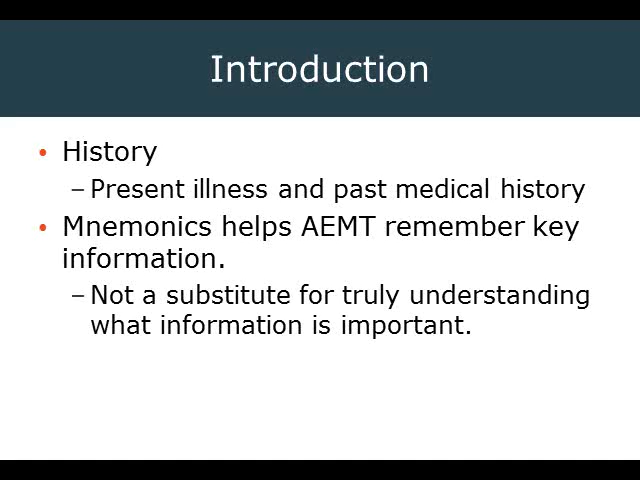 Introduction
• History
– Present illness and past medical history
• Mnemonics helps AEMT remember key
information.
– Not a substitute for truly understanding
what information is important.